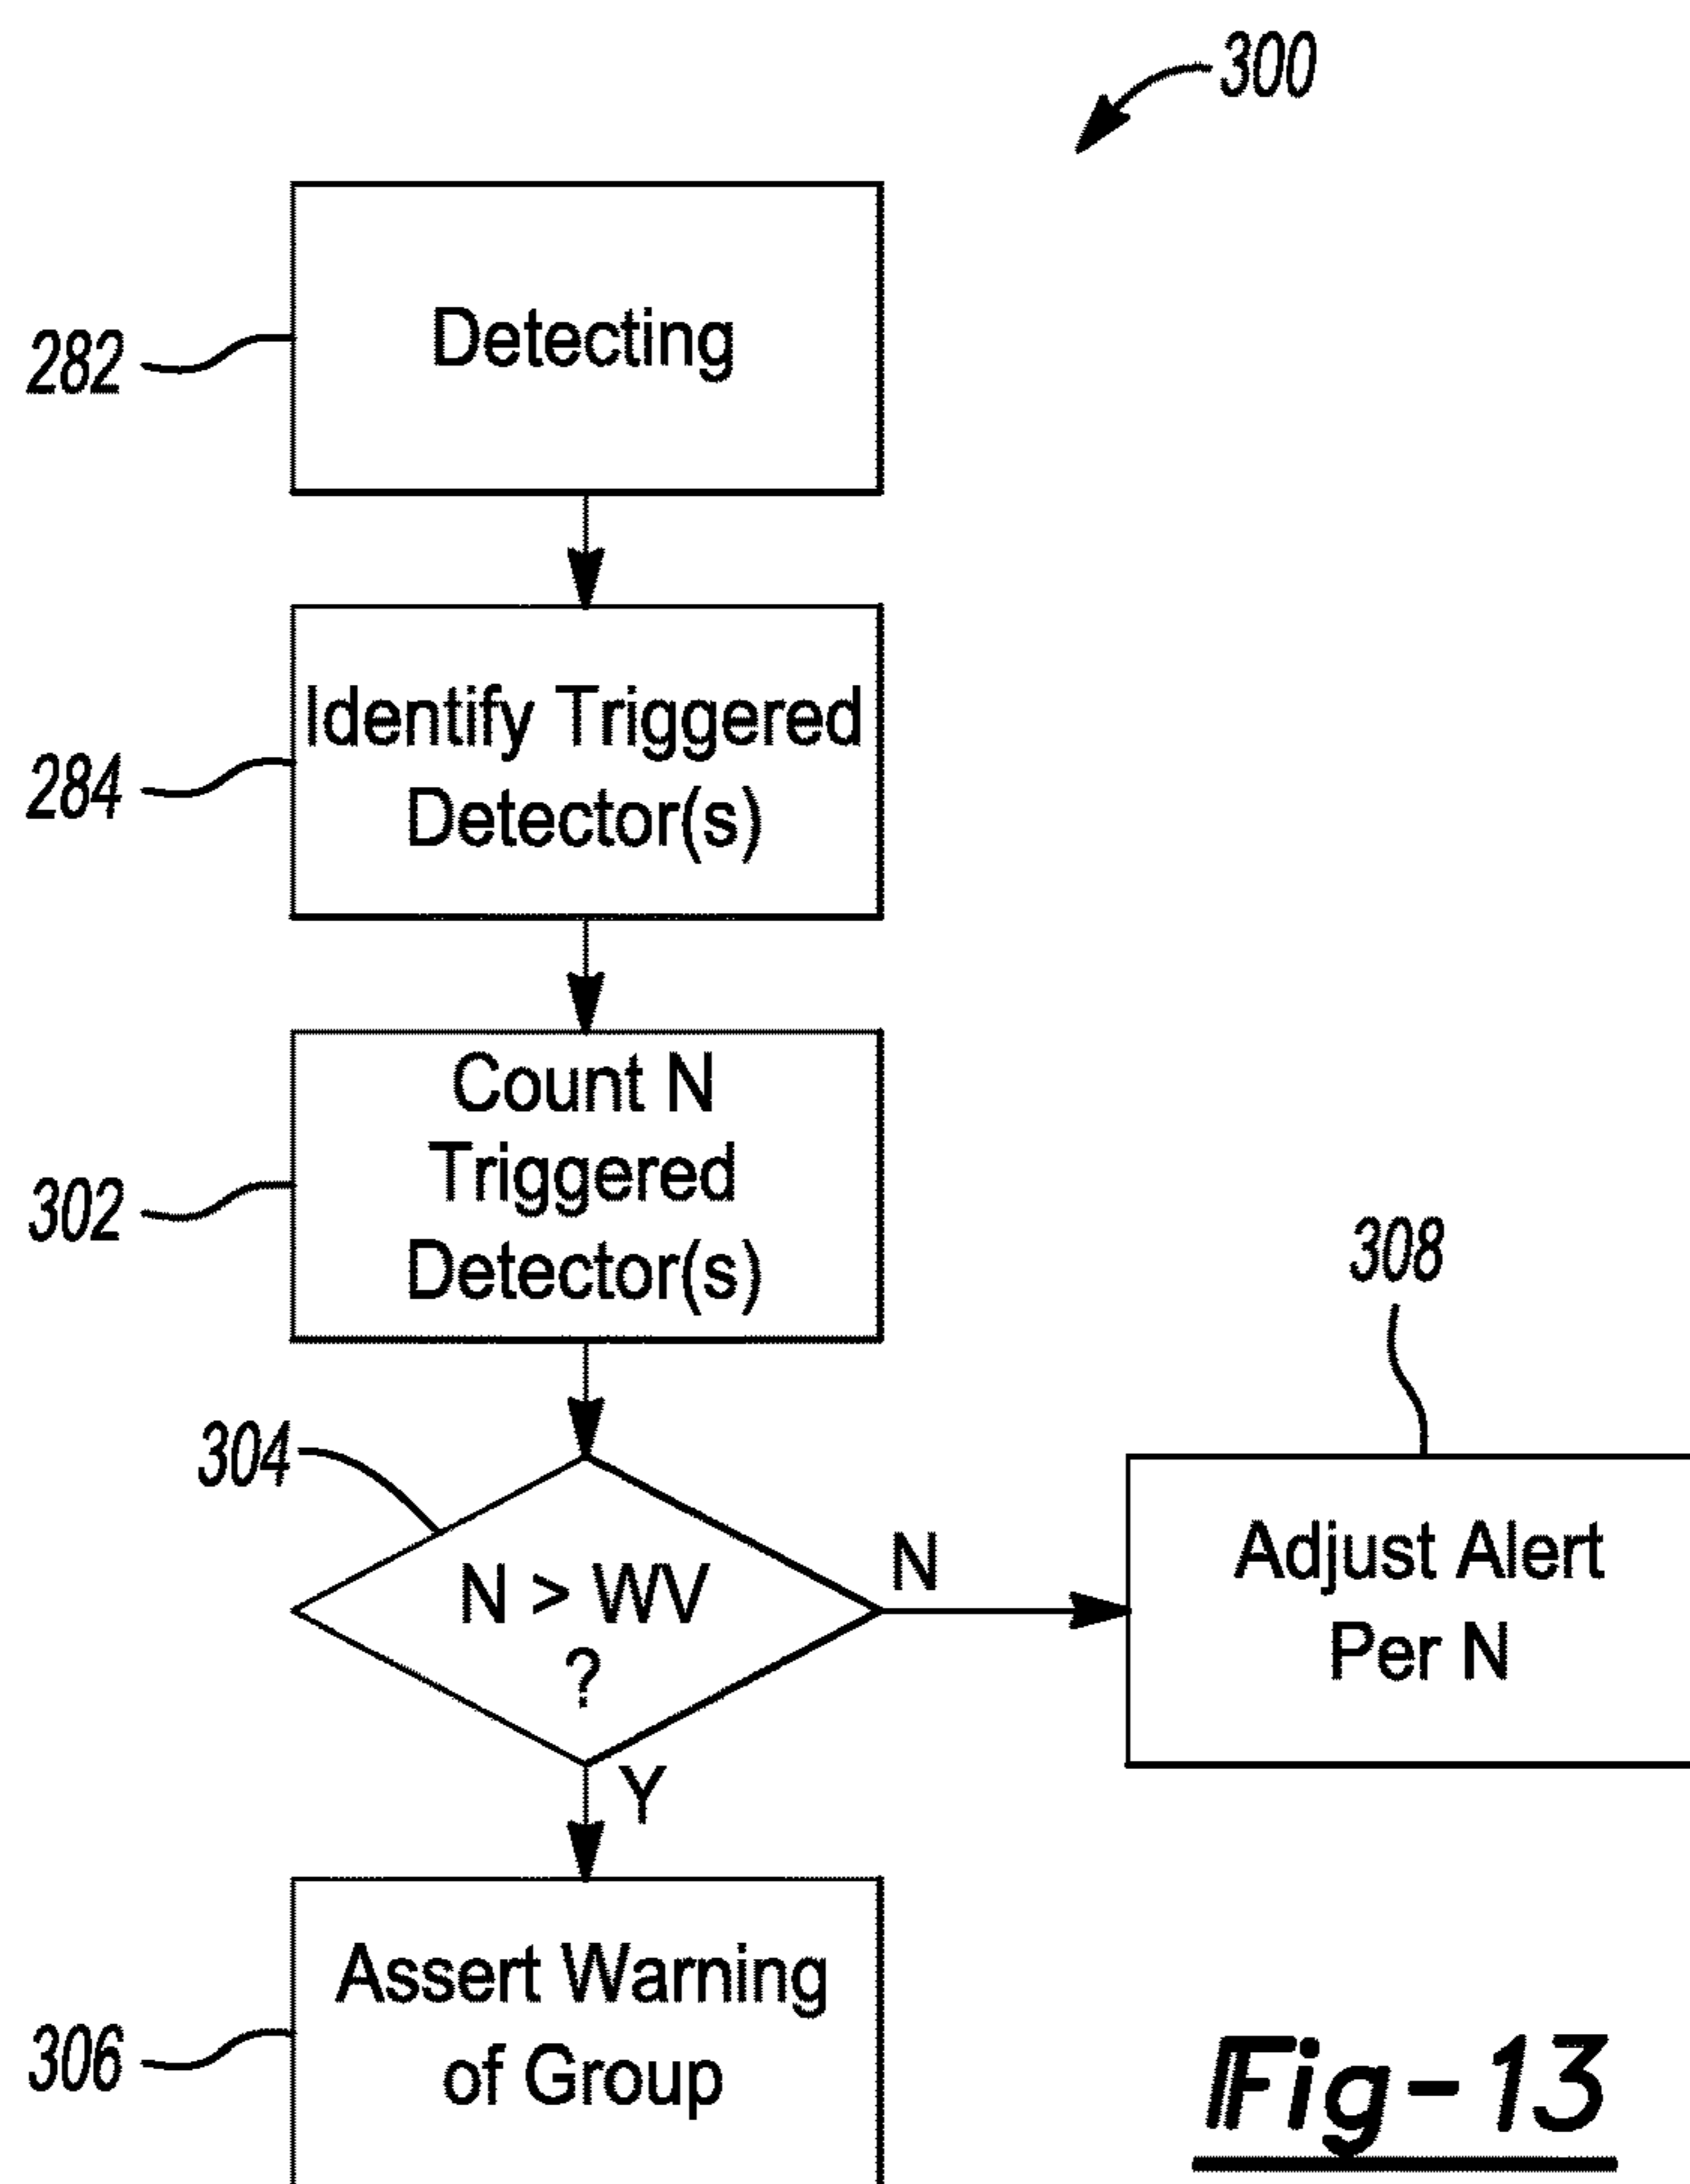 300
282
Detecting
284
Identify Triggered
Detector(s)
302
Count N
Triggered
Detector(s)
304
N > WV
?
N
308
Adjust Alert
Per N
Y
306
Assert Warning
of Group
Fig-13